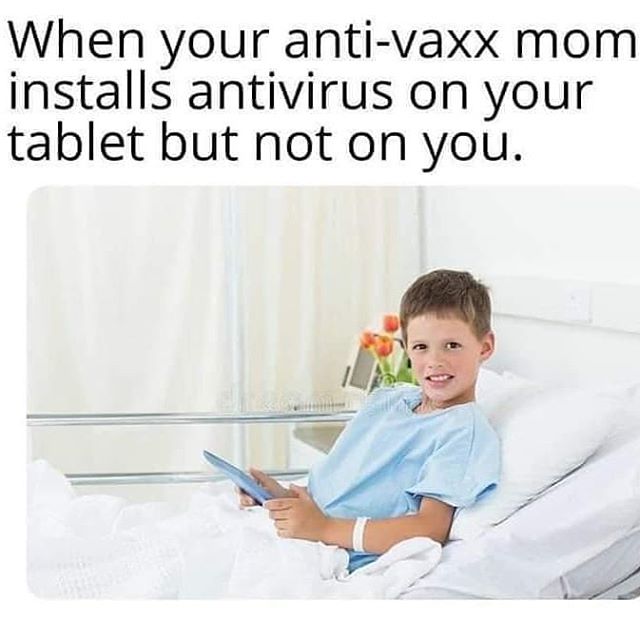 When your anti-vaxx mom
installs antivirus on your
tablet but not on you.